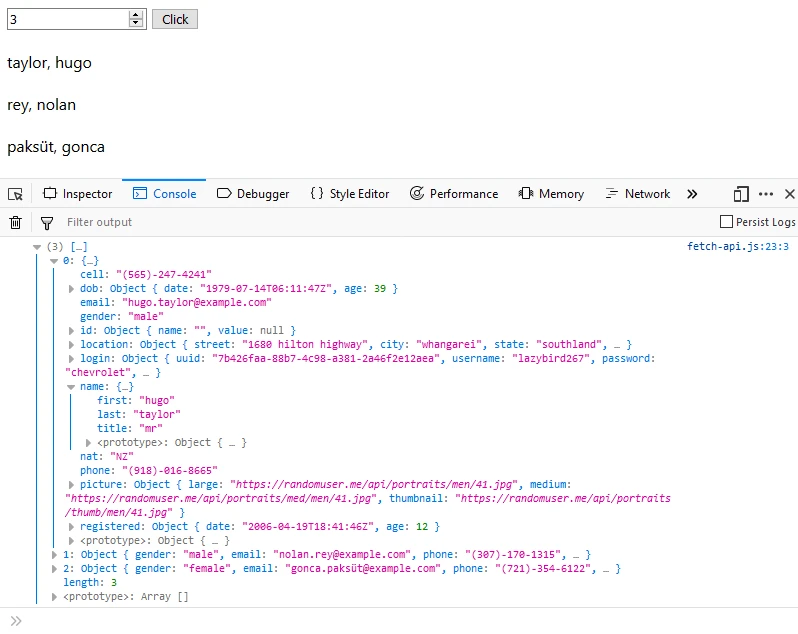 3 Click
taylor, hugo
rey, nolan
paksüt, gonca
Inspector Console Debugger {} Style Editor Performance Memory Network
Filter output Persist Logs
(3) […] fetch-api.js:23:3
0: {…}
cell: "(565)-247-4241"
dob: Object { date: "1979-07-14T06:11:47Z", age: 39 }
email: "hugo.taylor@example.com"
gender: "male"
id: Object { name: "", value: null }
location: Object { street: "1680 hilton highway", city: "whangarei", state: "southland", … }
login: Object { uuid: "7b426faa-88b7-4c98-a381-2a46f2e12aea", username: "lazybird267", password:
"chevrolet", … }
name: {…}
first: "hugo"
last: "taylor"
title: "mr"
<prototype>: Object { … }
nat: "NZ"
phone: "(918)-016-8665"
picture: Object { large: "https://randomuser.me/api/portraits/men/41.jpg", medium:
"https://randomuser.me/api/portraits/med/men/41.jpg", thumbnail: "https://randomuser.me/api/portraits
/thumb/men/41.jpg" }
registered: Object { date: "2006-04-19T18:41:46Z", age: 12 }
<prototype>: Object { … }
1: Object { gender: "male", email: "nolan.rey@example.com", phone: "(307)-170-1315", … }
2: Object { gender: "female", email: "gonca.paksüt@example.com", phone: "(721)-354-6122", … }
length: 3
<prototype>: Array []